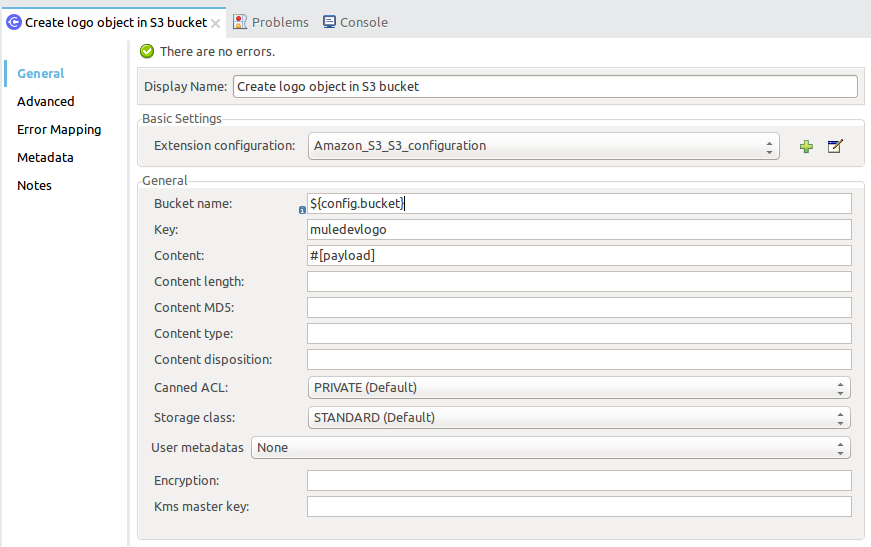 Create logo object in S3 bucket Problems Console
There are no errors.
General
Advanced
Error Mapping
Metadata
Notes
Display Name: Create logo object in S3 bucket
Basic Settings
Extension configuration: Amazon_S3_S3_configuration
General
Bucket name: ${config.bucket}
Key: muledevlogo
Content: #[payload]
Content length:
Content MD5:
Content type:
Content disposition:
Canned ACL: PRIVATE (Default)
Storage class: STANDARD (Default)
User metadatas None
Encryption:
Kms master key: